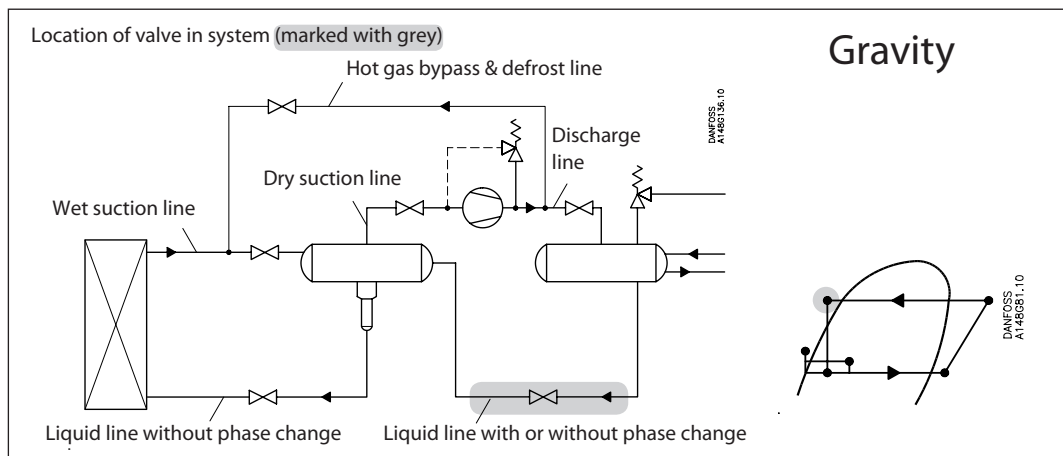 Location of valve in system (marked with grey)
Gravity
Hot gas bypass & defrost line
DANFOSS
A148G136.10
Discharge
line
Dry suction line
Wet suction line
DANFOSS
A148G81.10
Liquid line without phase change
Liquid line with or without phase change